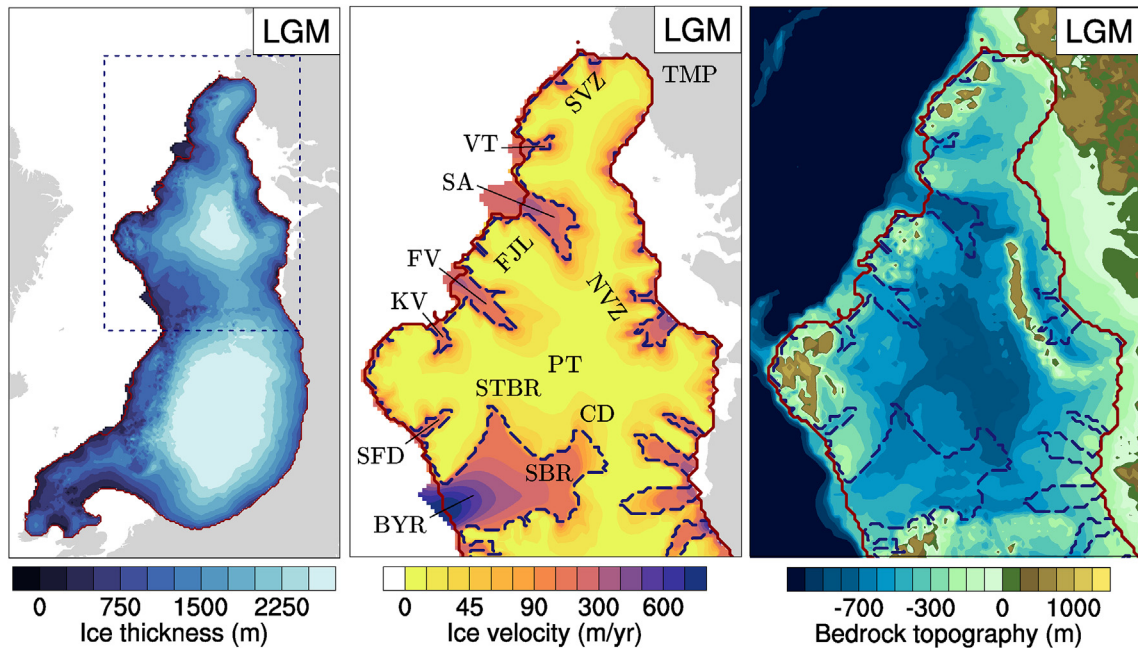 LGM
LGM
LGM
TMP
SVZ
VT
SA
FJL
FV
NVZ
KV
PT
STBR
CD
SFD
SBR
BYR
0 750 1500 2250
Ice thickness (m)
0 45 90 300 600
Ice velocity (m/yr)
-700 -300 0 1000
Bedrock topography (m)